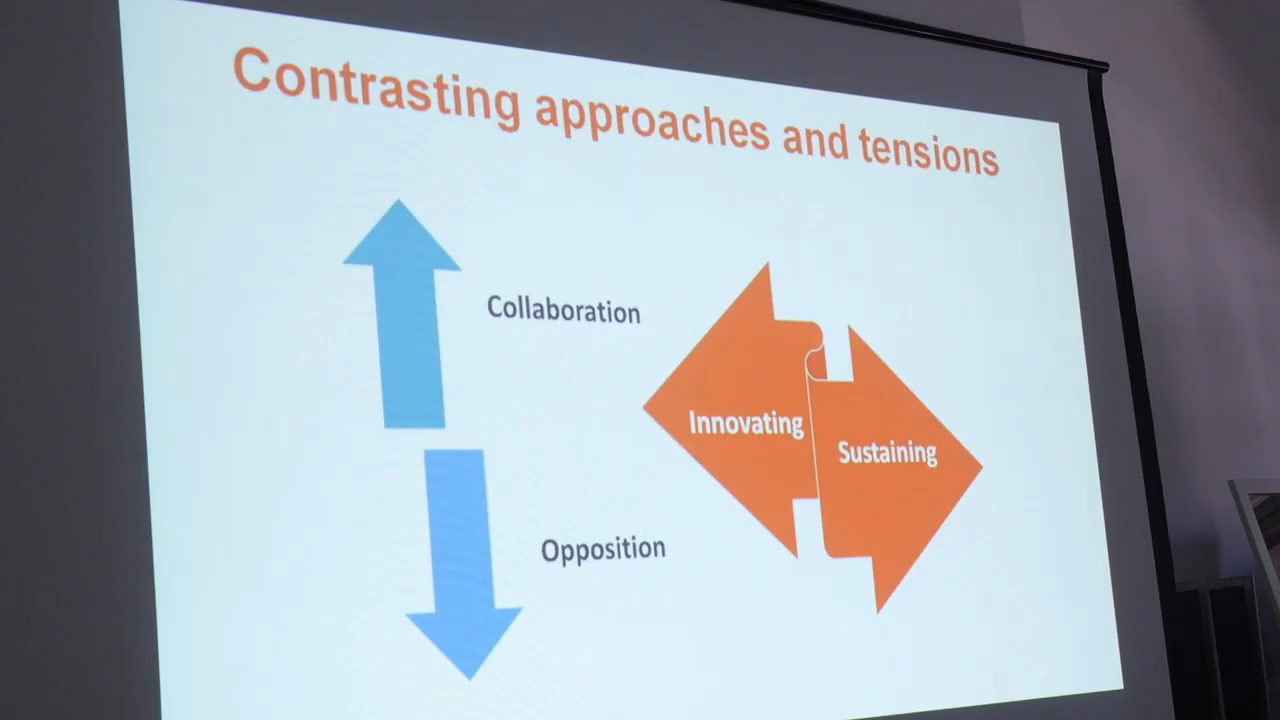 Contrasting approaches and tensions
Collaboration
Innovating
Sustaining
Opposition